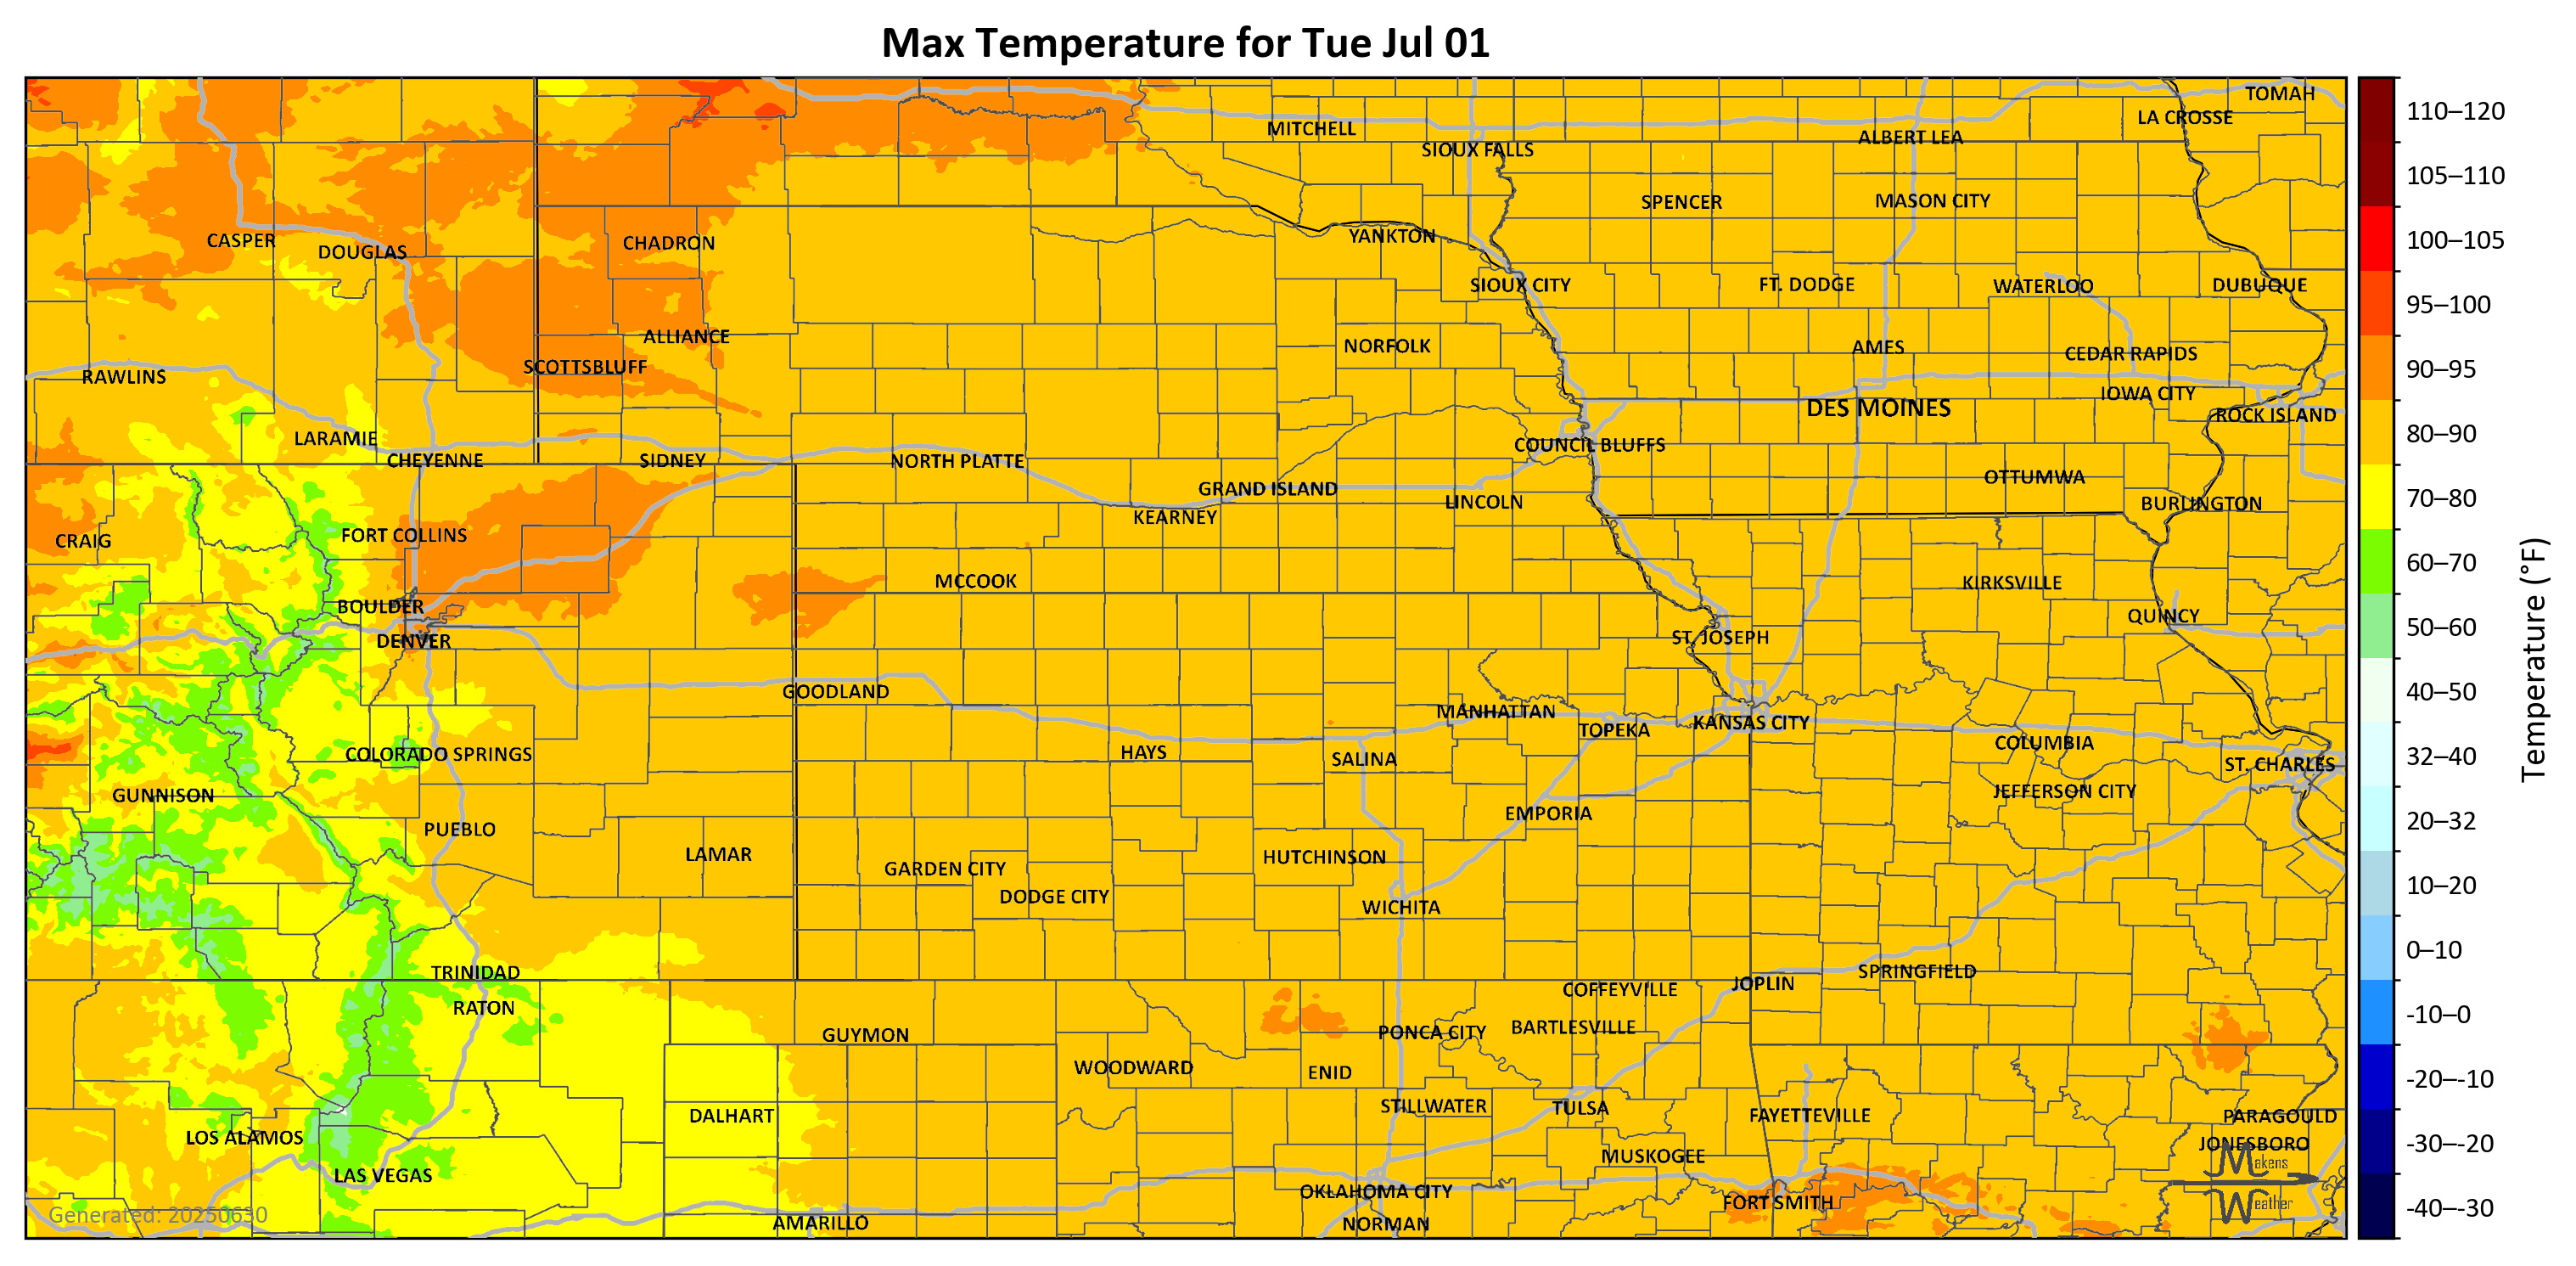 Max Temperature for Tue Jul 01
TOMAH
LA CROSSE
MITCHELL
ALBERT LEA
SIOUX FALLS
SPENCER
MASON CITY
CASPER
DOUGLAS
CHADRON
YANKTON
SIOUX CITY
FT. DODGE
WATERLOO
DUBUQUE
ALLIANCE
NORFOLK
AMES
CEDAR RAPIDS
SCOTTSBLUFF
RAWLINS
IOWA CITY
DES MOINES
ROCK ISLAND
LARAMIE
COUNCIL BLUFFS
CHEYENNE
SIDNEY
NORTH PLATTE
OTTUMWA
GRAND ISLAND
LINCOLN
BURLINGTON
KEARNEY
FORT COLLINS
CRAIG
MCCOOK
KIRKSVILLE
BOULDER
QUINCY
DENVER
ST. JOSEPH
GOODLAND
MANHATTAN
TOPEKA
KANSAS CITY
COLUMBIA
COLORADO SPRINGS
HAYS
SALINA
ST. CHARLES
GUNNISON
JEFFERSON CITY
EMPORIA
PUEBLO
LAMAR
HUTCHINSON
GARDEN CITY
DODGE CITY
WICHITA
TRINIDAD
SPRINGFIELD
JOPLIN
COFFEYVILLE
RATON
GUYMON
PONCA CITY
BARTLESVILLE
WOODWARD
ENID
STILLWATER
TULSA
DALHART
FAYETTEVILLE
PARAGOULD
LOS ALAMOS
JONESBORO
MUSKOGEE
LAS VEGAS
OKLAHOMA CITY
FORT SMITH
AMARILLO
NORMAN
Makens
Weather
Generated: 20250630
110–120
105–110
100–105
95–100
90–95
80–90
70–80
60–70
50–60
40–50
32–40
20–32
10–20
0–10
-10–0
-20–-10
-30–-20
-40–-30
Temperature (°F)